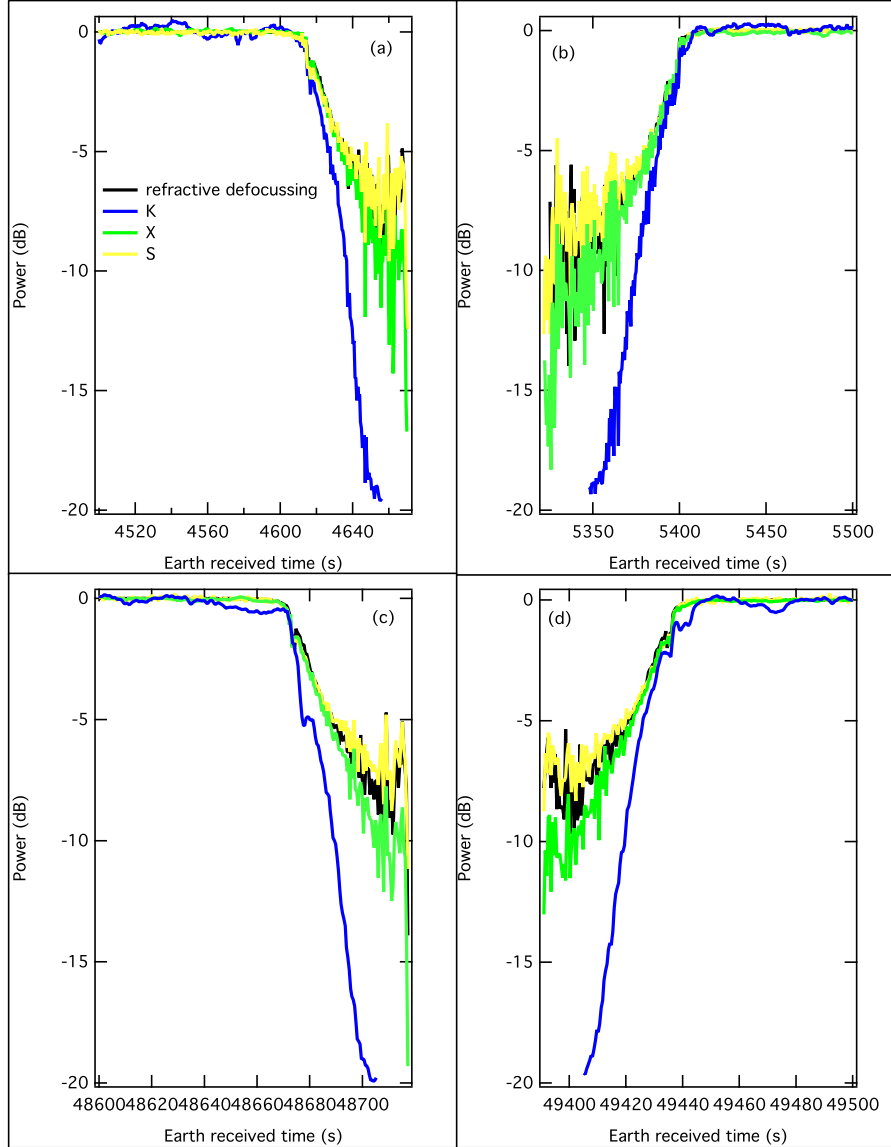 0
-5
-10
-15
-20
Power (dB)
(a)
refractive defocussing
K
X
S
4520
4560
4600
4640
Earth received time (s)
0
-5
-10
-15
-20
Power (dB)
(b)
5350
5400
5450
5500
Earth received time (s)
0
-5
-10
-15
-20
Power (dB)
(c)
48600
48620
48640
48660
48680
48700
Earth received time (s)
0
-5
-10
-15
-20
Power (dB)
(d)
49400
49420
49440
49460
49480
49500
Earth received time (s)